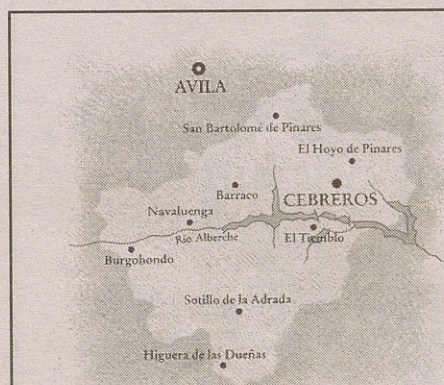 AVILA
San Bartolomé de Pinares
El Hoyo de Pinares
Barraco
CEBREROS
Navaluenga
Rio Alberche
El Tiemblo
Burgohondo
Sotillo de la Adrada
Higuera de las Dueñas